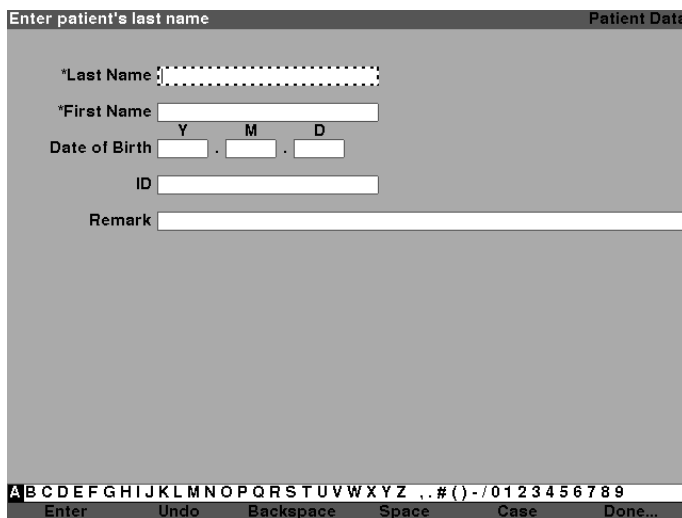 Enter patient's last name Patient Data
*Last Name
*First Name
Y M D
Date of Birth . .
ID
Remark
ABCDEFGHIJKLMNOPQRSTUVWXYZ ,.#()-/0123456789
Enter Undo Backspace Space Case Done...